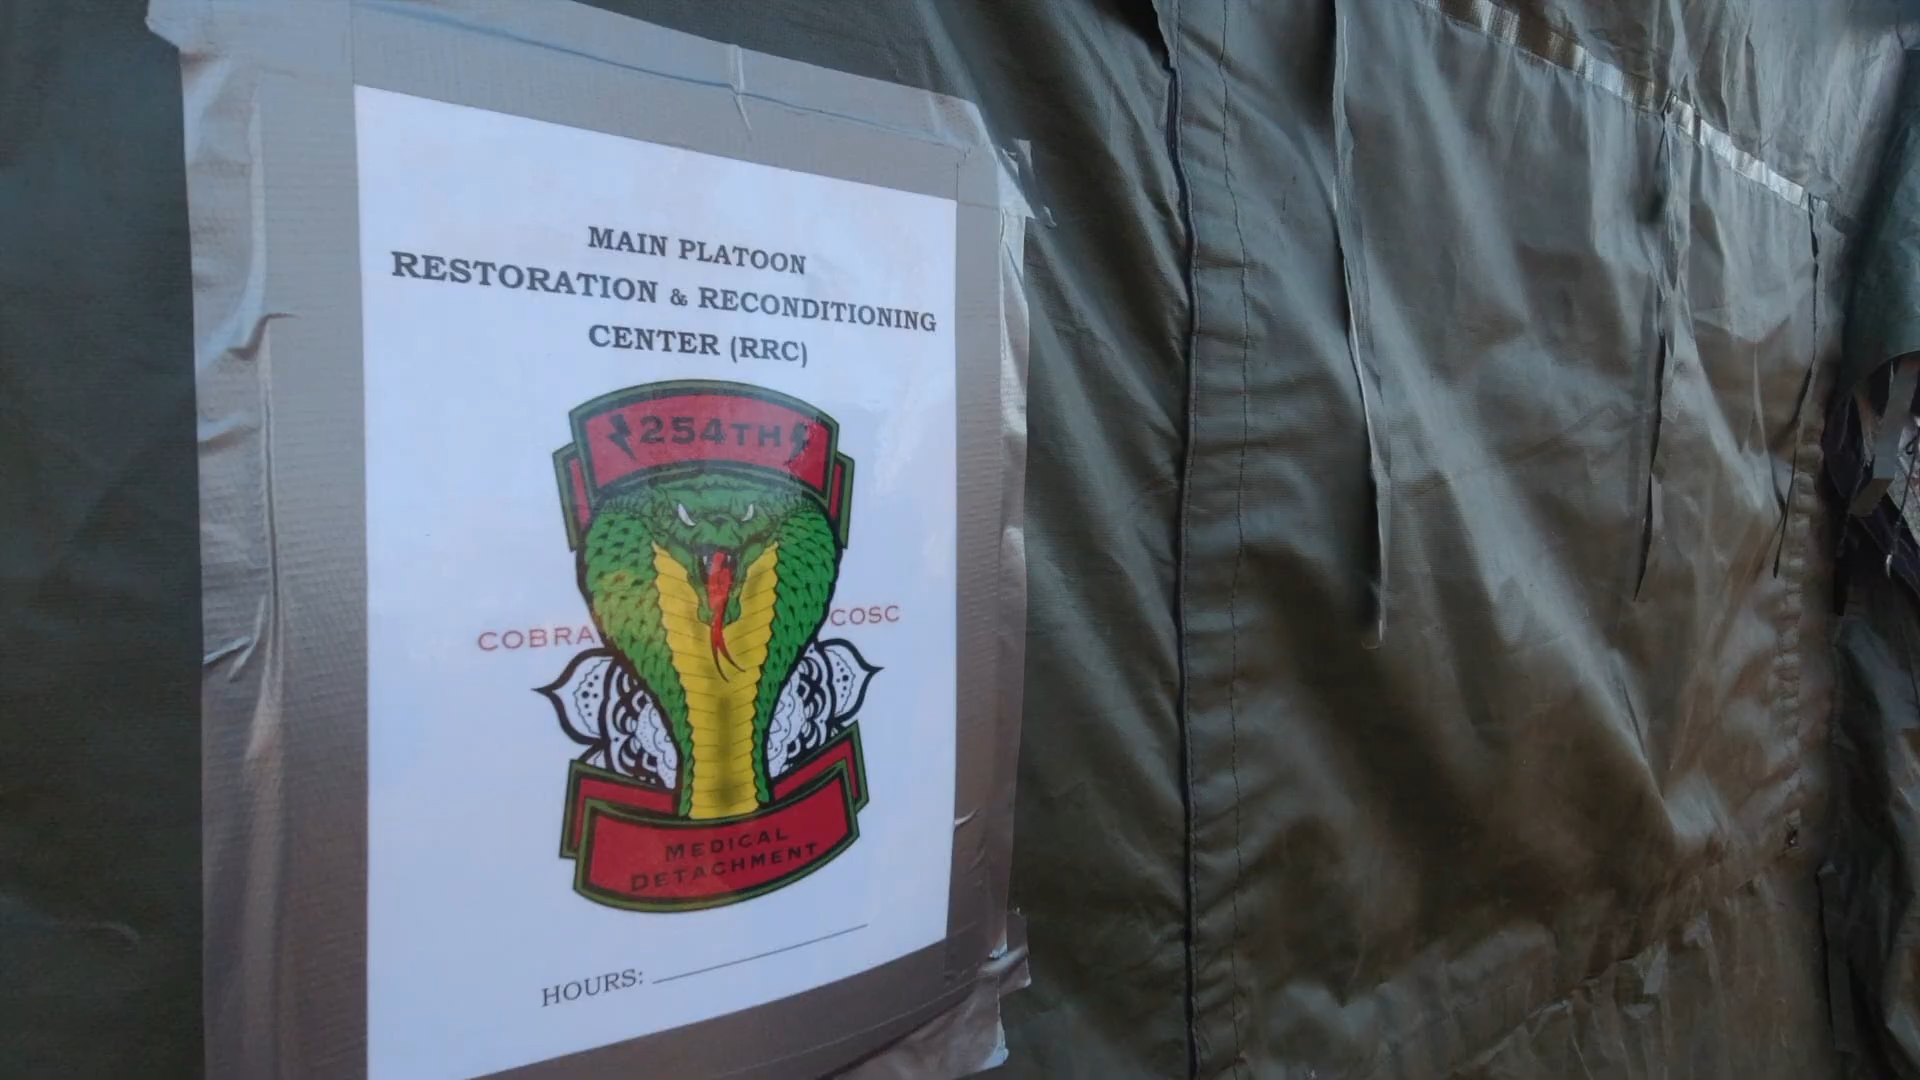 MAIN PLATOON
RESTORATION & RECONDITIONING
CENTER (RRC)
254TH
COBRA COSC
MEDICAL
DETACHMENT
HOURS: